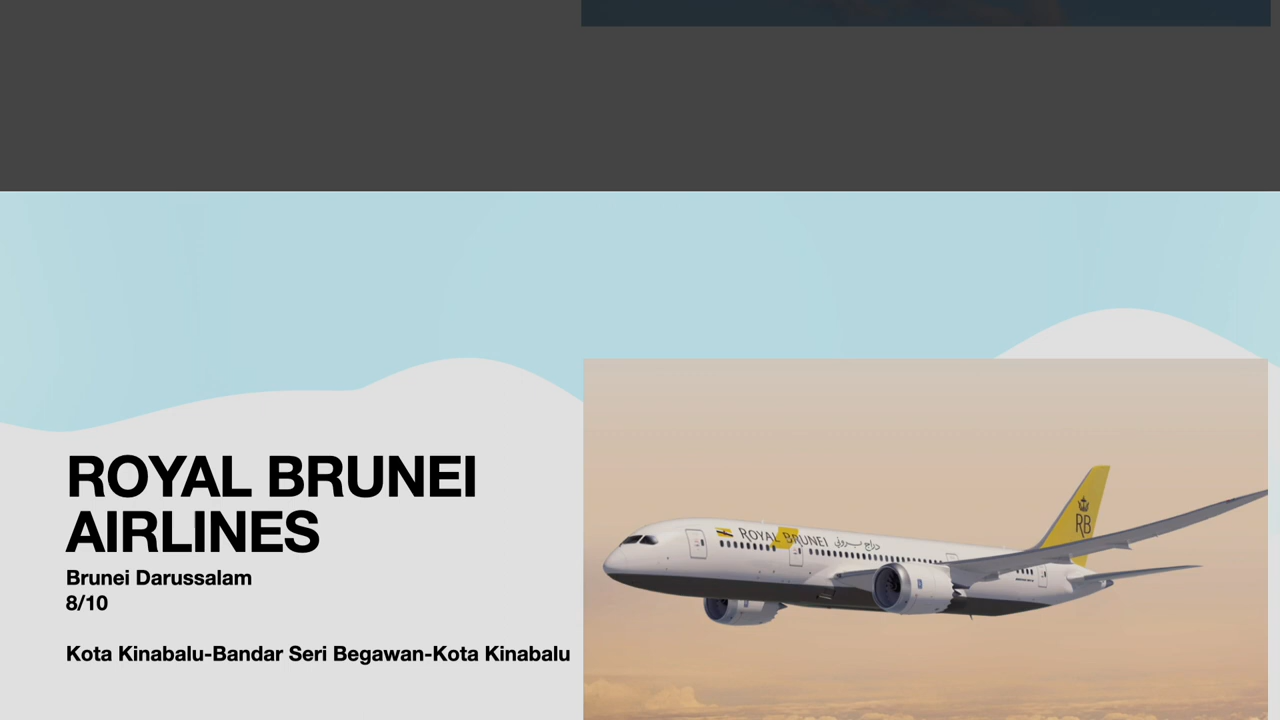 ROYAL BRUNEI
AIRLINES
Brunei Darussalam
8/10
Kota Kinabalu-Bandar Seri Begawan-Kota Kinabalu
ROYAL BRUNEI
RB